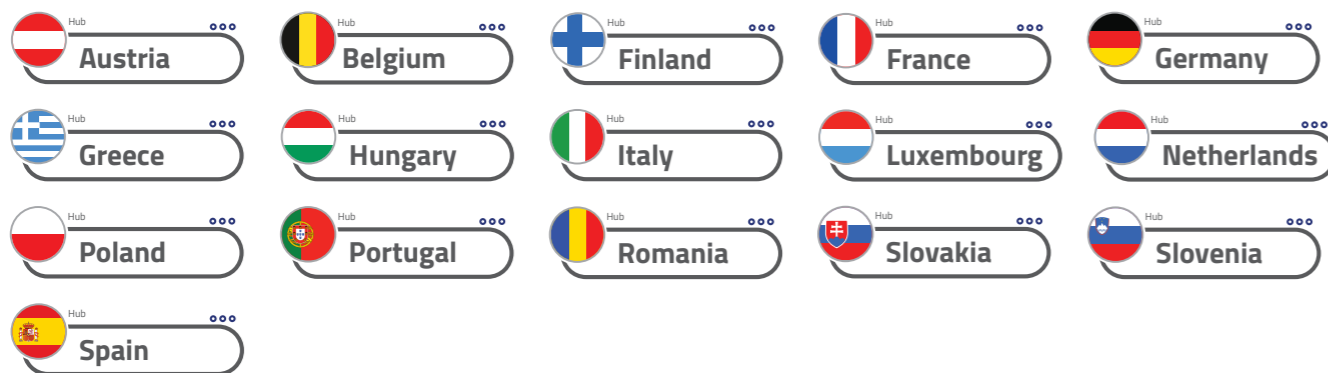 Hub
Austria
Hub
Belgium
Hub
Finland
Hub
France
Hub
Germany
Hub
Greece
Hub
Hungary
Hub
Italy
Hub
Luxembourg
Hub
Netherlands
Hub
Poland
Hub
Portugal
Hub
Romania
Hub
Slovakia
Hub
Slovenia
Hub
Spain